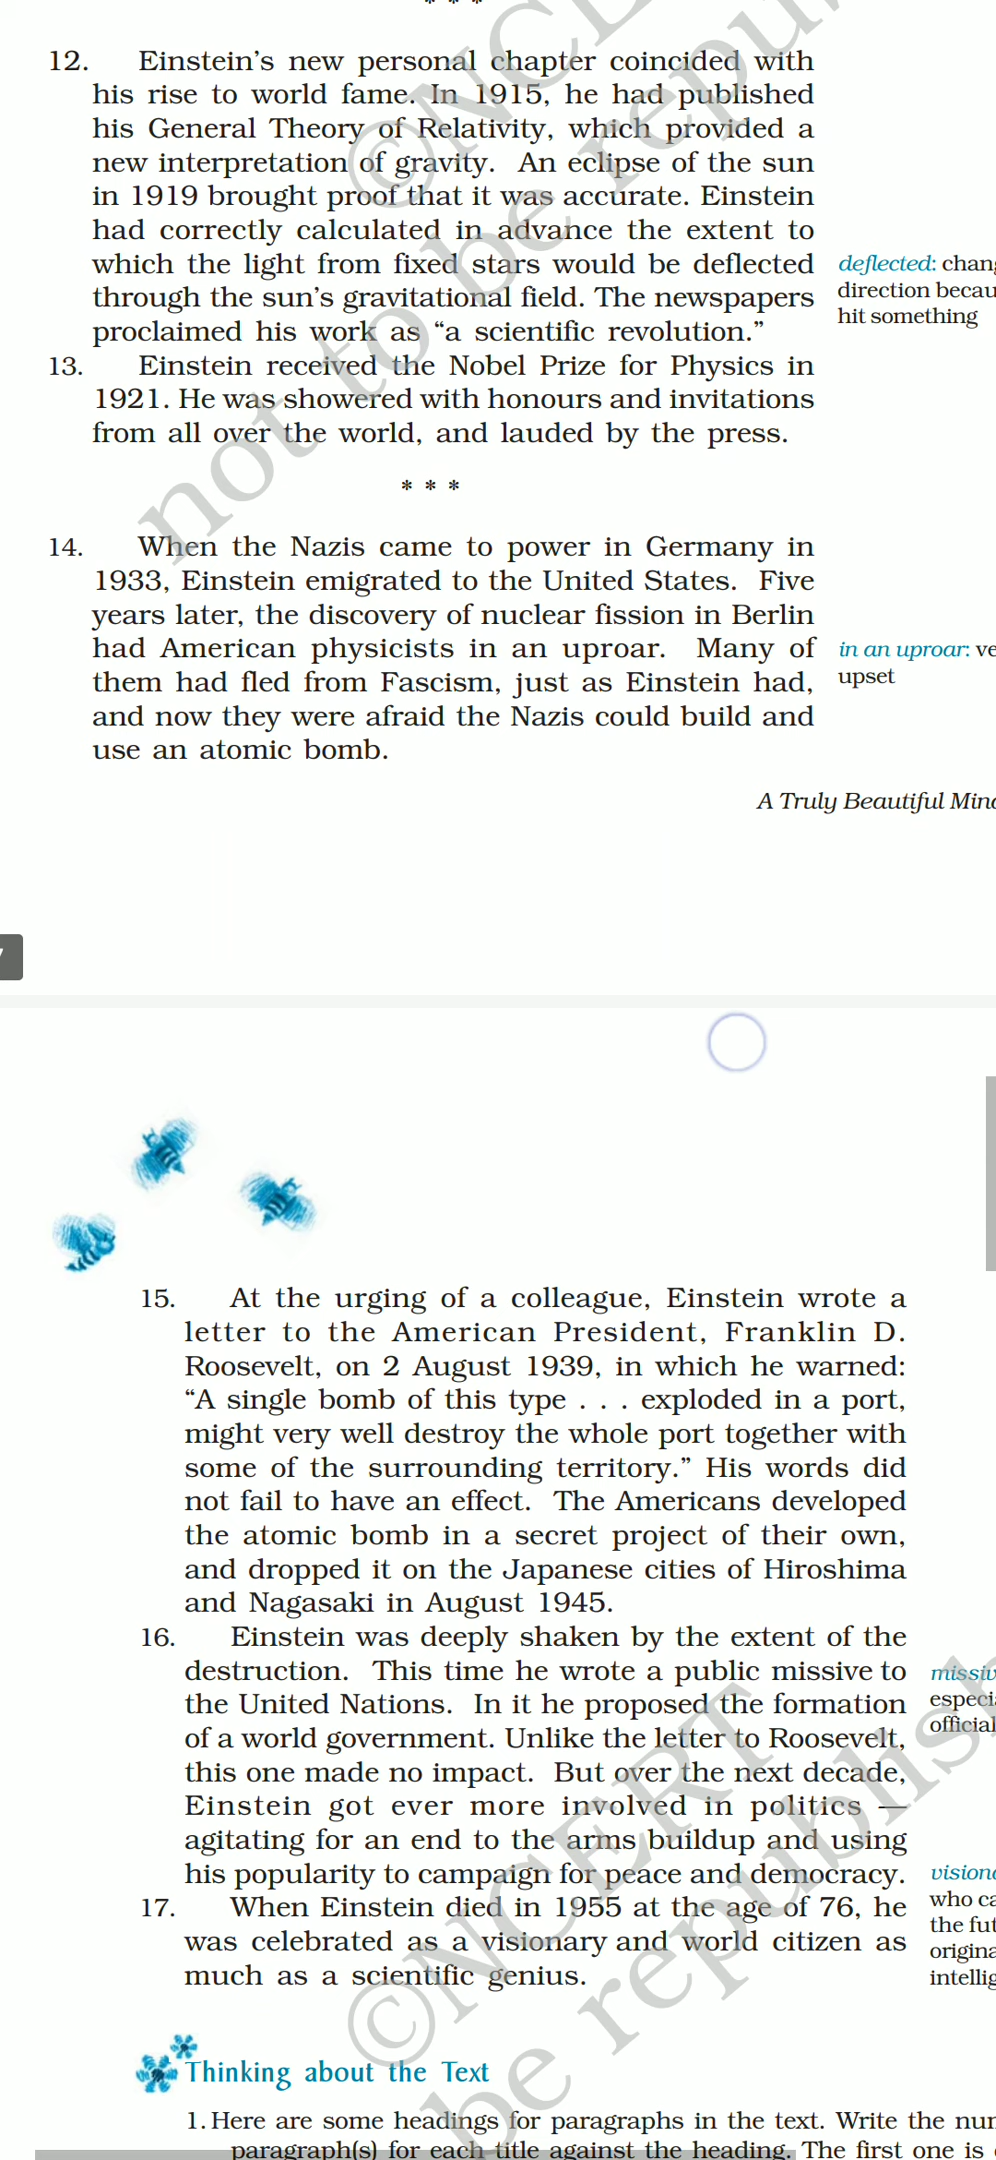 * * *
12. Einstein's new personal chapter coincided with
his rise to world fame. In 1915, he had published
his General Theory of Relativity, which provided a
new interpretation of gravity. An eclipse of the sun
in 1919 brought proof that it was accurate. Einstein
had correctly calculated in advance the extent to
which the light from fixed stars would be deflected
through the sun's gravitational field. The newspapers
proclaimed his work as “a scientific revolution.”
deflected:
direction
hit something
13. Einstein received the Nobel Prize for Physics in
1921. He was showered with honours and invitations
from all over the world, and lauded by the press.
* * *
14. When the Nazis came to power in Germany in
1933, Einstein emigrated to the United States. Five
years later, the discovery of nuclear fission in Berlin
had American physicists in an uproar. Many of
them had fled from Fascism, just as Einstein had,
and now they were afraid the Nazis could build and
use an atomic bomb.
in an uproar:
upset
A Truly Beautiful
not to be
15. At the urging of a colleague, Einstein wrote a
letter to the American President, Franklin D.
Roosevelt, on 2 August 1939, in which he warned:
“A single bomb of this type . . . exploded in a port,
might very well destroy the whole port together with
some of the surrounding territory.” His words did
not fail to have an effect. The Americans developed
the atomic bomb in a secret project of their own,
and dropped it on the Japanese cities of Hiroshima
and Nagasaki in August 1945.
16. Einstein was deeply shaken by the extent of the
destruction. This time he wrote a public missive to
the United Nations. In it he proposed the formation
of a world government. Unlike the letter to Roosevelt,
this one made no impact. But over the next decade,
Einstein got ever more involved in politics —
agitating for an end to the arms buildup and using
his popularity to campaign for peace and democracy.
official
17. When Einstein died in 1955 at the age of 76, he
was celebrated as a visionary and world citizen as
much as a scientific genius.
who
the
©NCERT
be republish
Thinking about the Text
1. Here are some headings for paragraphs in the text. Write the
paragraph(s) for each title against the heading. The first one is